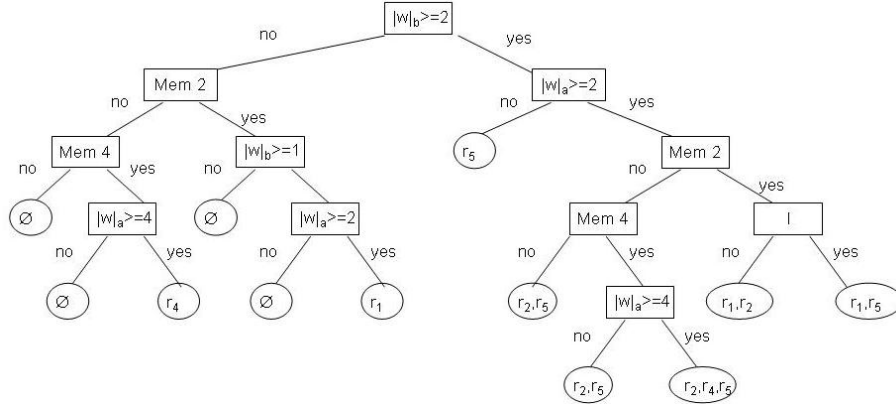 |w|b>=2
no
yes
Mem 2
|w|a>=2
no
yes
no
yes
Mem 4
|w|b>=1
r5
Mem 2
no
yes
no
yes
no
yes
∅
|w|a>=4
∅
|w|a>=2
Mem 4
I
no
yes
no
yes
no
yes
no
yes
∅
r4
∅
r1
r2,r5
|w|a>=4
r1,r2
r1,r5
no
yes
r2,r5
r2,r4,r5